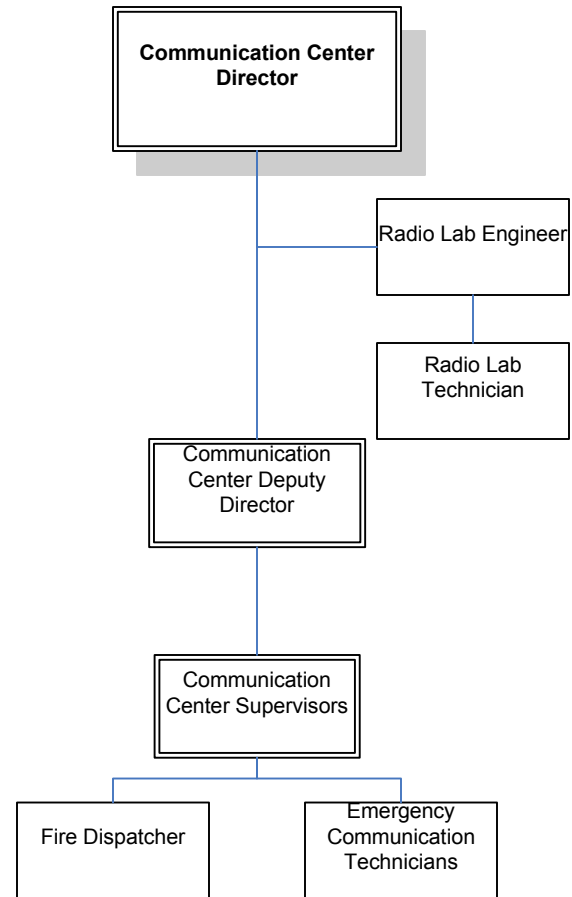 Communication Center
Director
Radio Lab Engineer
Radio Lab
Technician
Communication
Center Deputy
Director
Communication
Center Supervisors
Fire Dispatcher
Emergency
Communication
Technicians